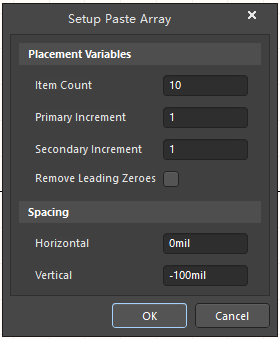 Setup Paste Array
Placement Variables
Item Count 10
Primary Increment 1
Secondary Increment 1
Remove Leading Zeroes
Spacing
Horizontal 0mil
Vertical -100mil
OK Cancel